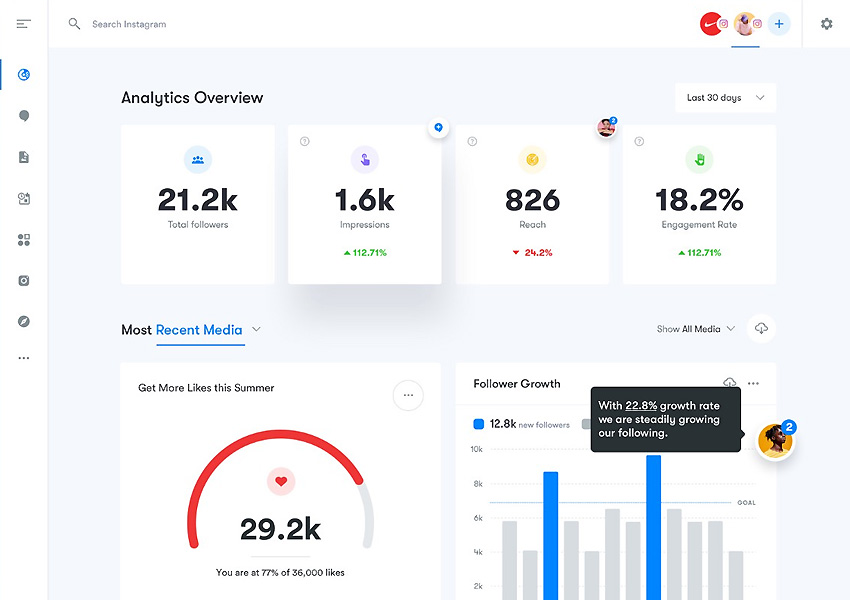 Search Instagram
Analytics Overview
Last 30 days
2
21.2k
Total followers
1.6k
Impressions
112.71%
826
Reach
24.2%
18.2%
Engagement Rate
112.71%
Most Recent Media
Show All Media
Get More Likes this Summer
29.2k
You are at 77% of 36,000 likes
Follower Growth
12.8k new followers
With 22.8% growth rate
we are steadily growing
our following.
2
10k
8k
GOAL
6k
4k
2k